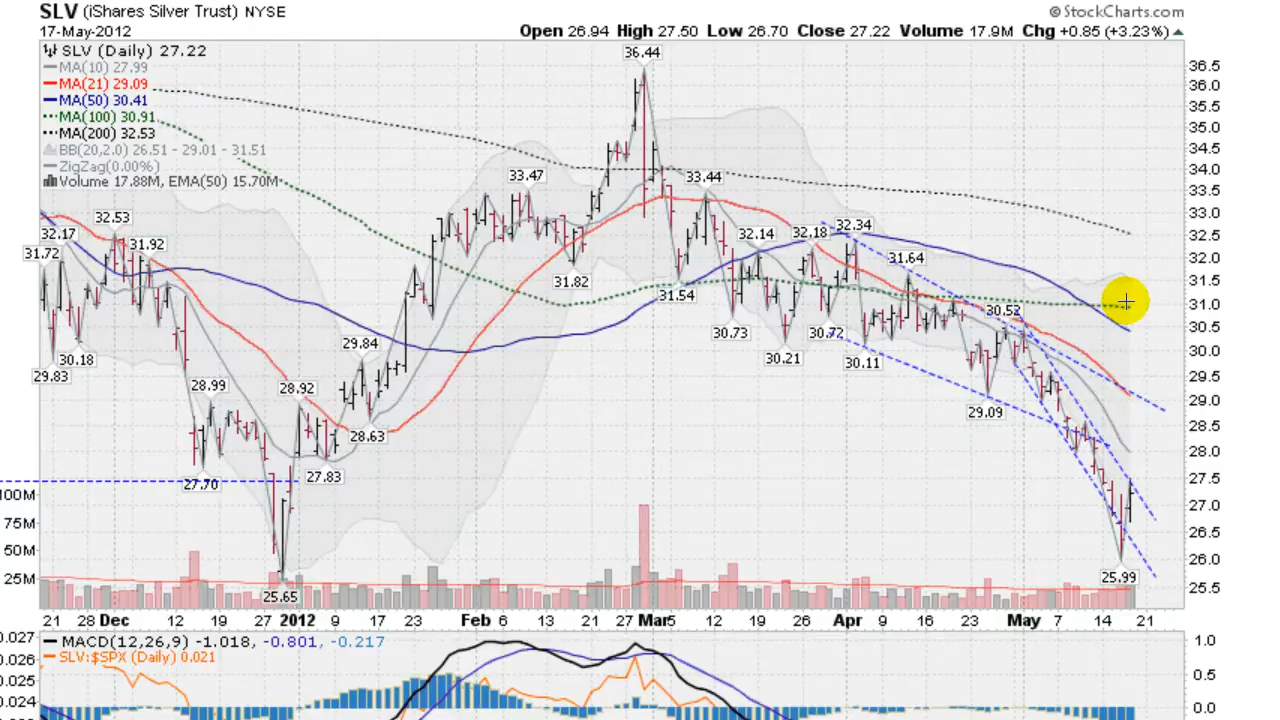 SLV (iShares Silver Trust) NYSE
© StockCharts.com
17-May-2012
Open 26.94 High 27.50 Low 26.70 Close 27.22 Volume 17.9M Chg +0.85 (+3.23%)
SLV (Daily) 27.22
MA(10) 27.99
MA(21) 29.09
MA(50) 30.41
MA(100) 30.91
MA(200) 32.53
BB(20,2.0) 26.51 - 29.01 - 31.51
ZigZag(0.00%)
Volume 17.88M, EMA(50) 15.70M
36.44
33.47
33.44
32.53
32.17
31.92
31.72
32.14
32.18
32.34
31.64
31.82
31.54
30.73
30.72
30.52
30.21
30.11
30.18
29.83
29.84
29.09
28.99
28.92
28.63
27.83
27.70
25.99
25.65
36.5
36.0
35.5
35.0
34.5
34.0
33.5
33.0
32.5
32.0
31.5
31.0
30.5
30.0
29.5
29.0
28.5
28.0
27.5
27.0
26.5
26.0
25.5
100M
75M
50M
25M
21 28 Dec 12 19 27 2012 9 17 23 Feb 6 13 21 27 Mar 5 12 19 26 Apr 9 16 23 May 7 14 21
MACD(12,26,9) -1.018, -0.801, -0.217
SLV:$SPX (Daily) 0.021
0.027
0.026
0.025
0.024
1.0
0.5
0.0